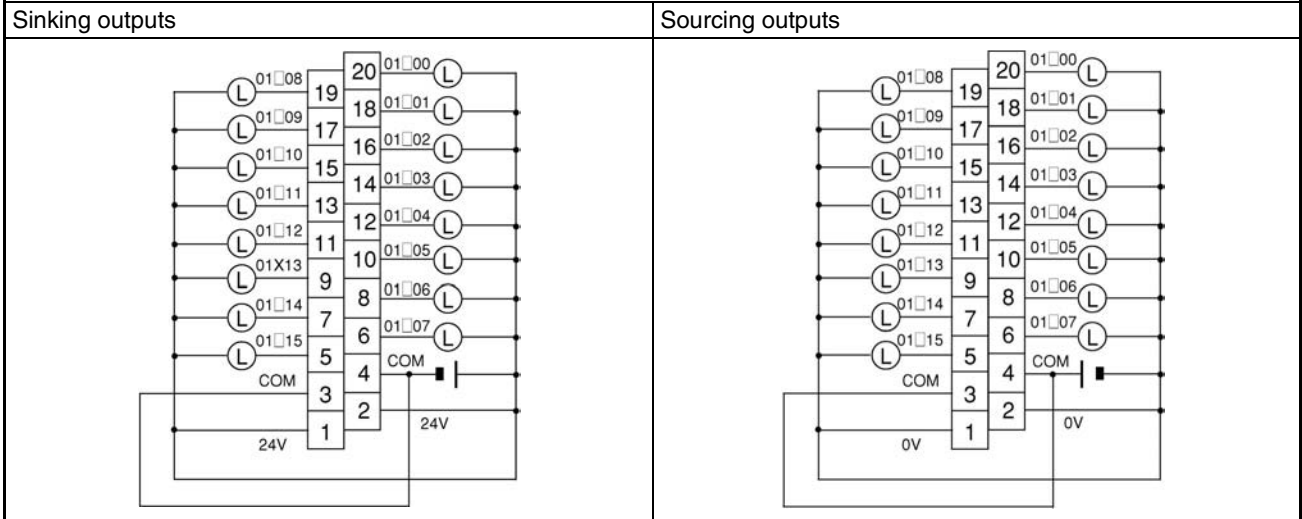 Sinking outputs
Sourcing outputs
01□08 19 20 01□00 L
L 01□09 17 18 01□01 L
L 01□10 15 16 01□02 L
L 01□11 13 14 01□03 L
L 01□12 11 12 01□04 L
L 01X13 9 10 01□05 L
L 01□14 7 8 01□06 L
L 01□15 5 6 01□07 L
L COM 3 4 COM
24V 1 2 24V
01□08 19 20 01□00 L
L 01□09 17 18 01□01 L
L 01□10 15 16 01□02 L
L 01□11 13 14 01□03 L
L 01□12 11 12 01□04 L
L 01□13 9 10 01□05 L
L 01□14 7 8 01□06 L
L 01□15 5 6 01□07 L
L COM 3 4 COM
0V 1 2 0V